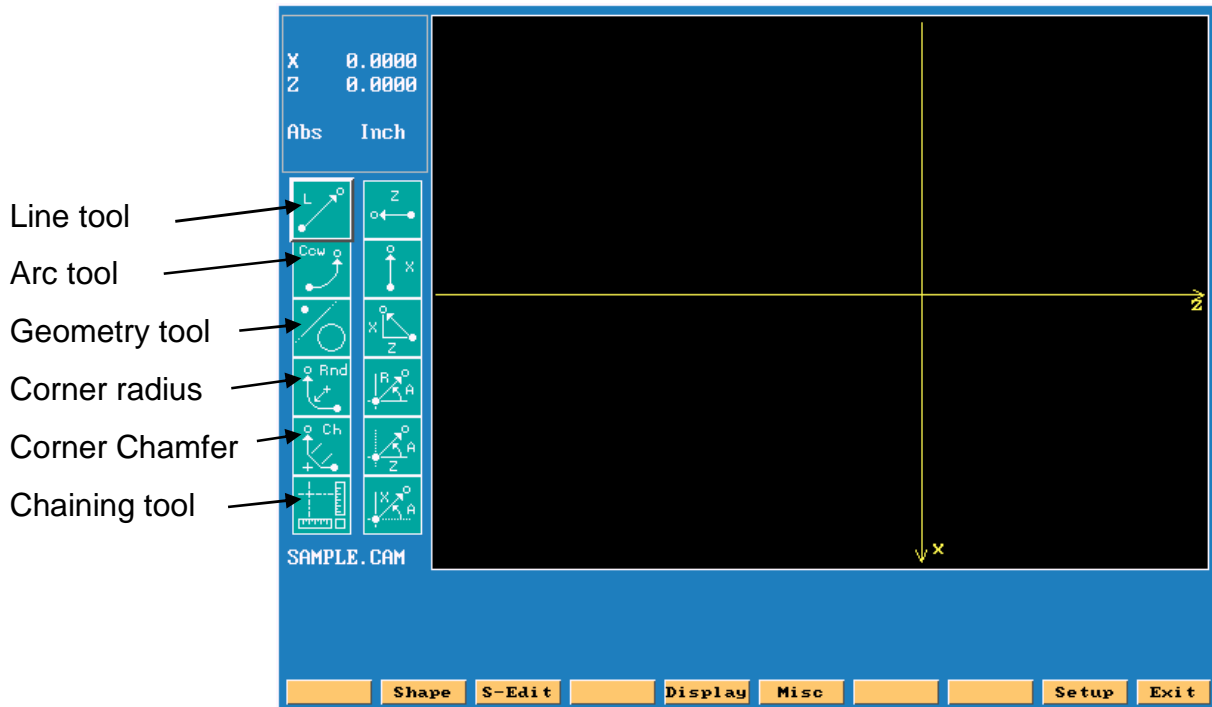 X 0.0000
Z 0.0000
Abs Inch
Line tool
Arc tool
Geometry tool
Corner radius
Corner Chamfer
Chaining tool
L
Z
Ccw
X
X
Z
Rnd
R
A
Ch
A
Z
X
A
SAMPLE.CAM
Z
X
Shape S-Edit Display Misc Setup Exit